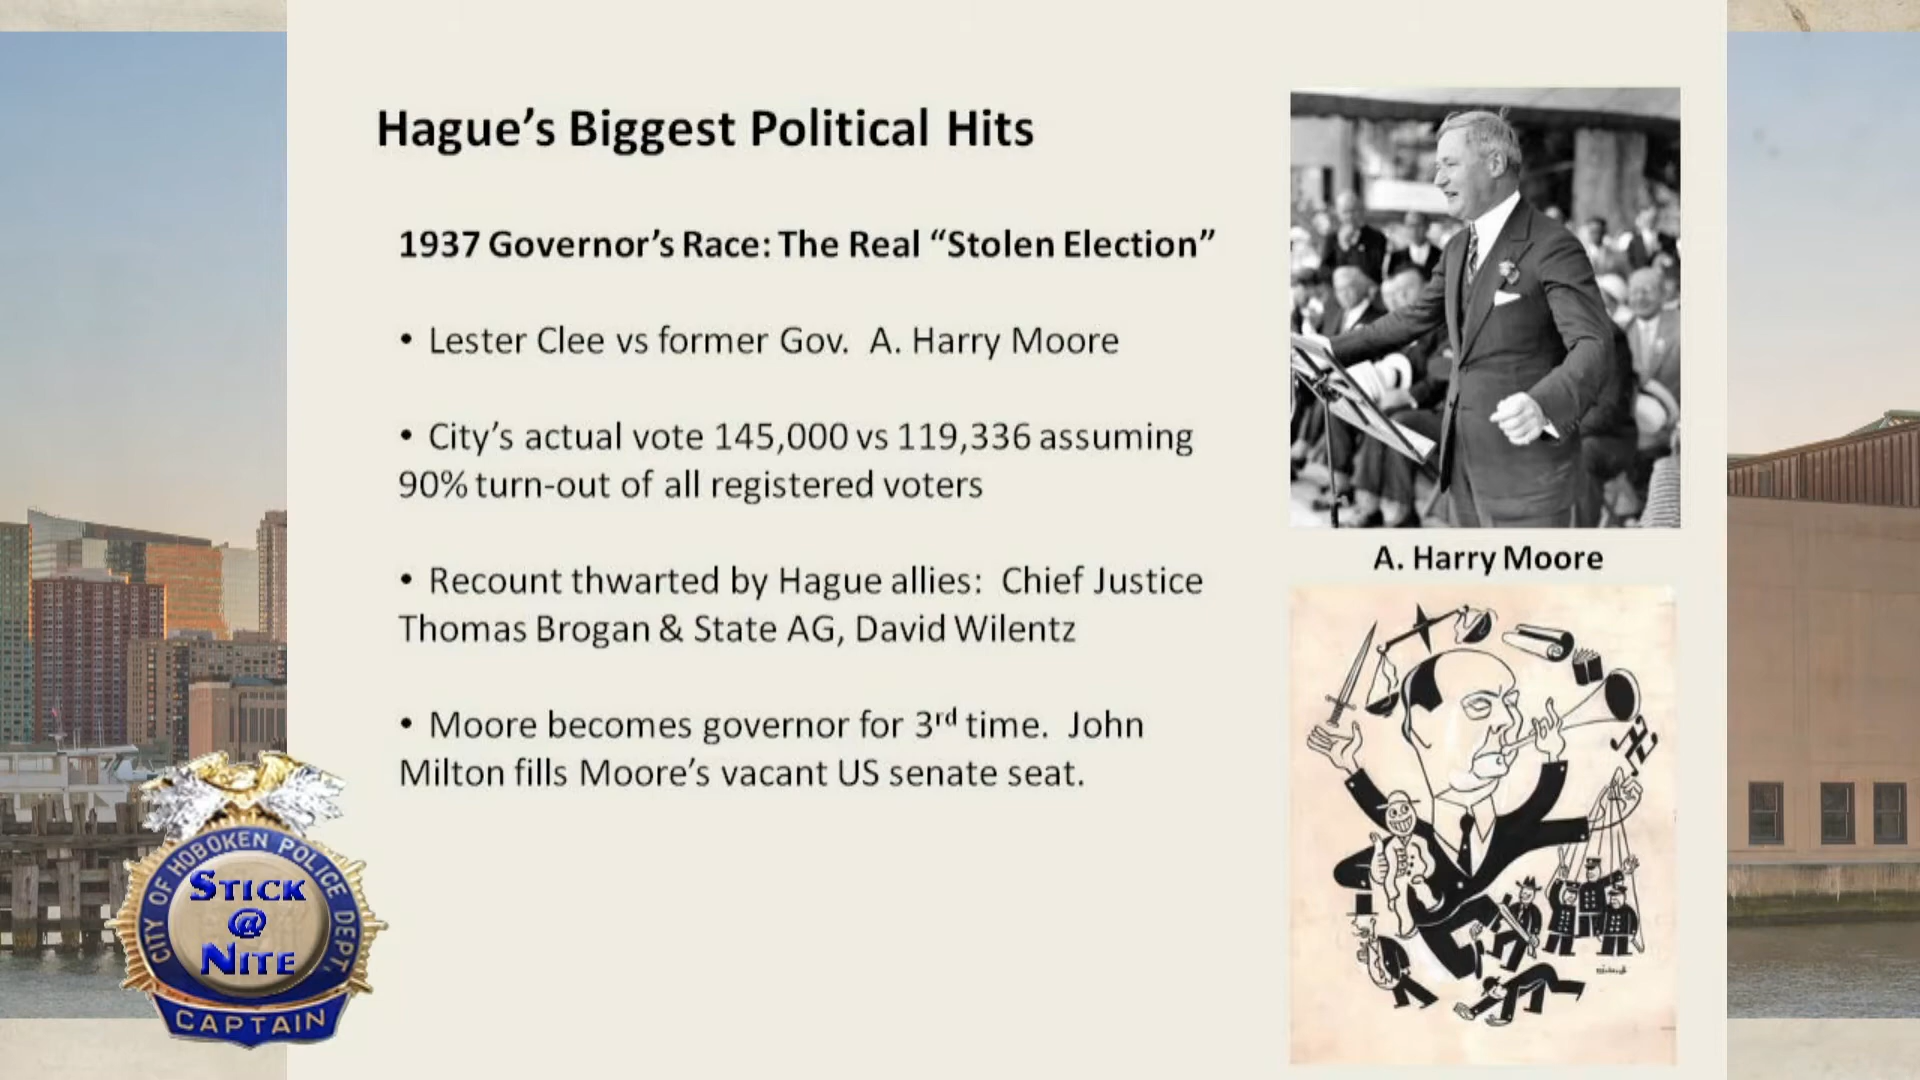 Hague's Biggest Political Hits
1937 Governor's Race: The Real “Stolen Election”
• Lester Clee vs former Gov. A. Harry Moore
• City's actual vote 145,000 vs 119,336 assuming
90% turn-out of all registered voters
• Recount thwarted by Hague allies: Chief Justice
Thomas Brogan & State AG, David Wilentz
• Moore becomes governor for 3rd time. John
Milton fills Moore's vacant US senate seat.
A. Harry Moore
CITY OF HOBOKEN POLICE DEPT.
STICK
@
NITE
CAPTAIN